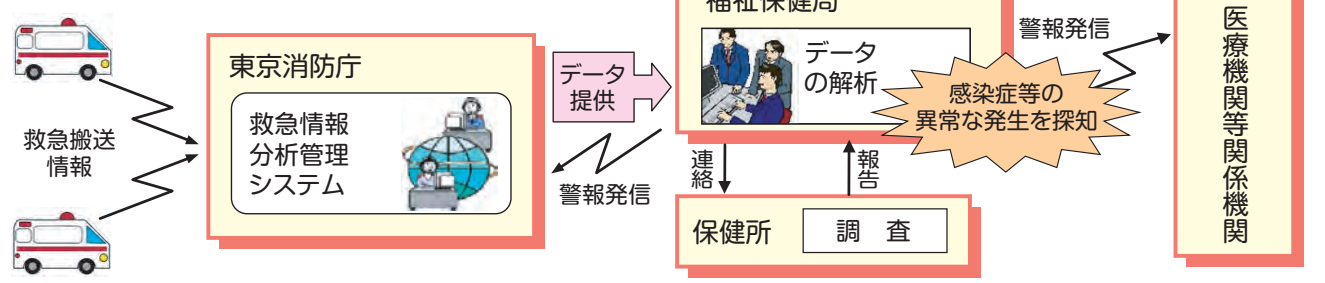 救急搬送
情報
東京消防庁
救急情報
分析管理
システム
データ
提供
警報発信
福祉保健局
データ
の解析
感染症等の
異常な発生を探知
連絡
報告
保健所
調 査
警報発信
医療機関等関係機関